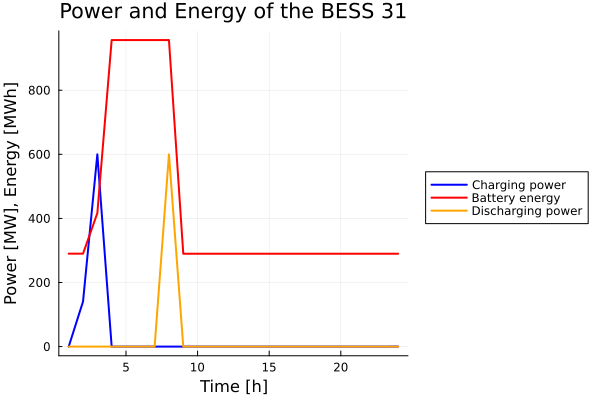 Power and Energy of the BESS 31
Power [MW], Energy [MWh]
800
600
400
200
0
5
10
15
20
Time [h]
Charging power
Battery energy
Discharging power